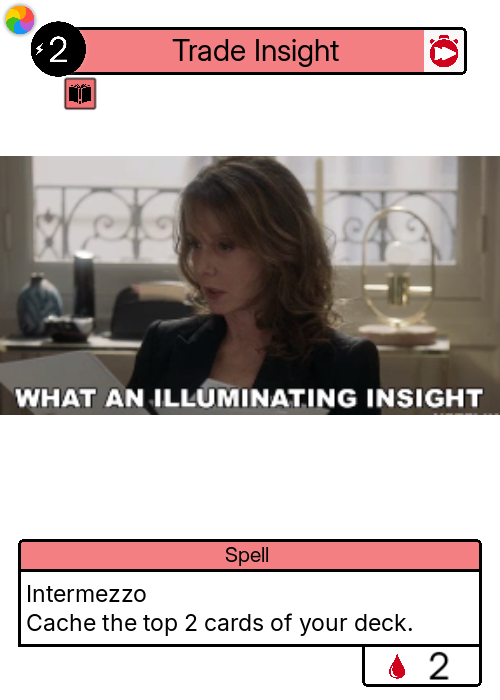 2
Trade Insight
WHAT AN ILLUMINATING INSIGHT
Spell
Intermezzo
Cache the top 2 cards of your deck.
2